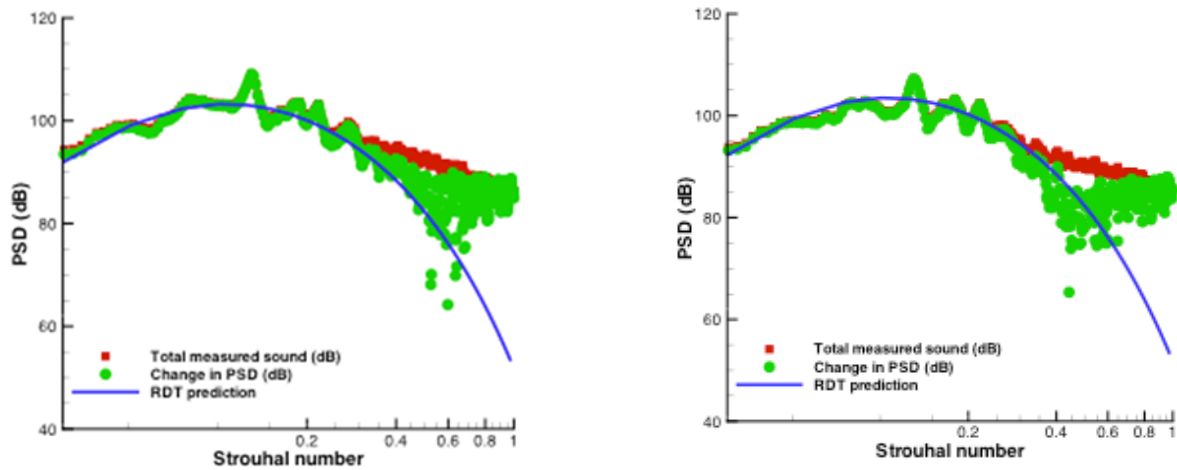 120
100
80
60
40
PSD (dB)
Total measured sound (dB)
Change in PSD (dB)
RDT prediction
0.2 0.4 0.6 0.8 1
Strouhal number
120
100
80
60
40
PSD (dB)
Total measured sound (dB)
Change in PSD (dB)
RDT prediction
0.2 0.4 0.6 0.8 1
Strouhal number